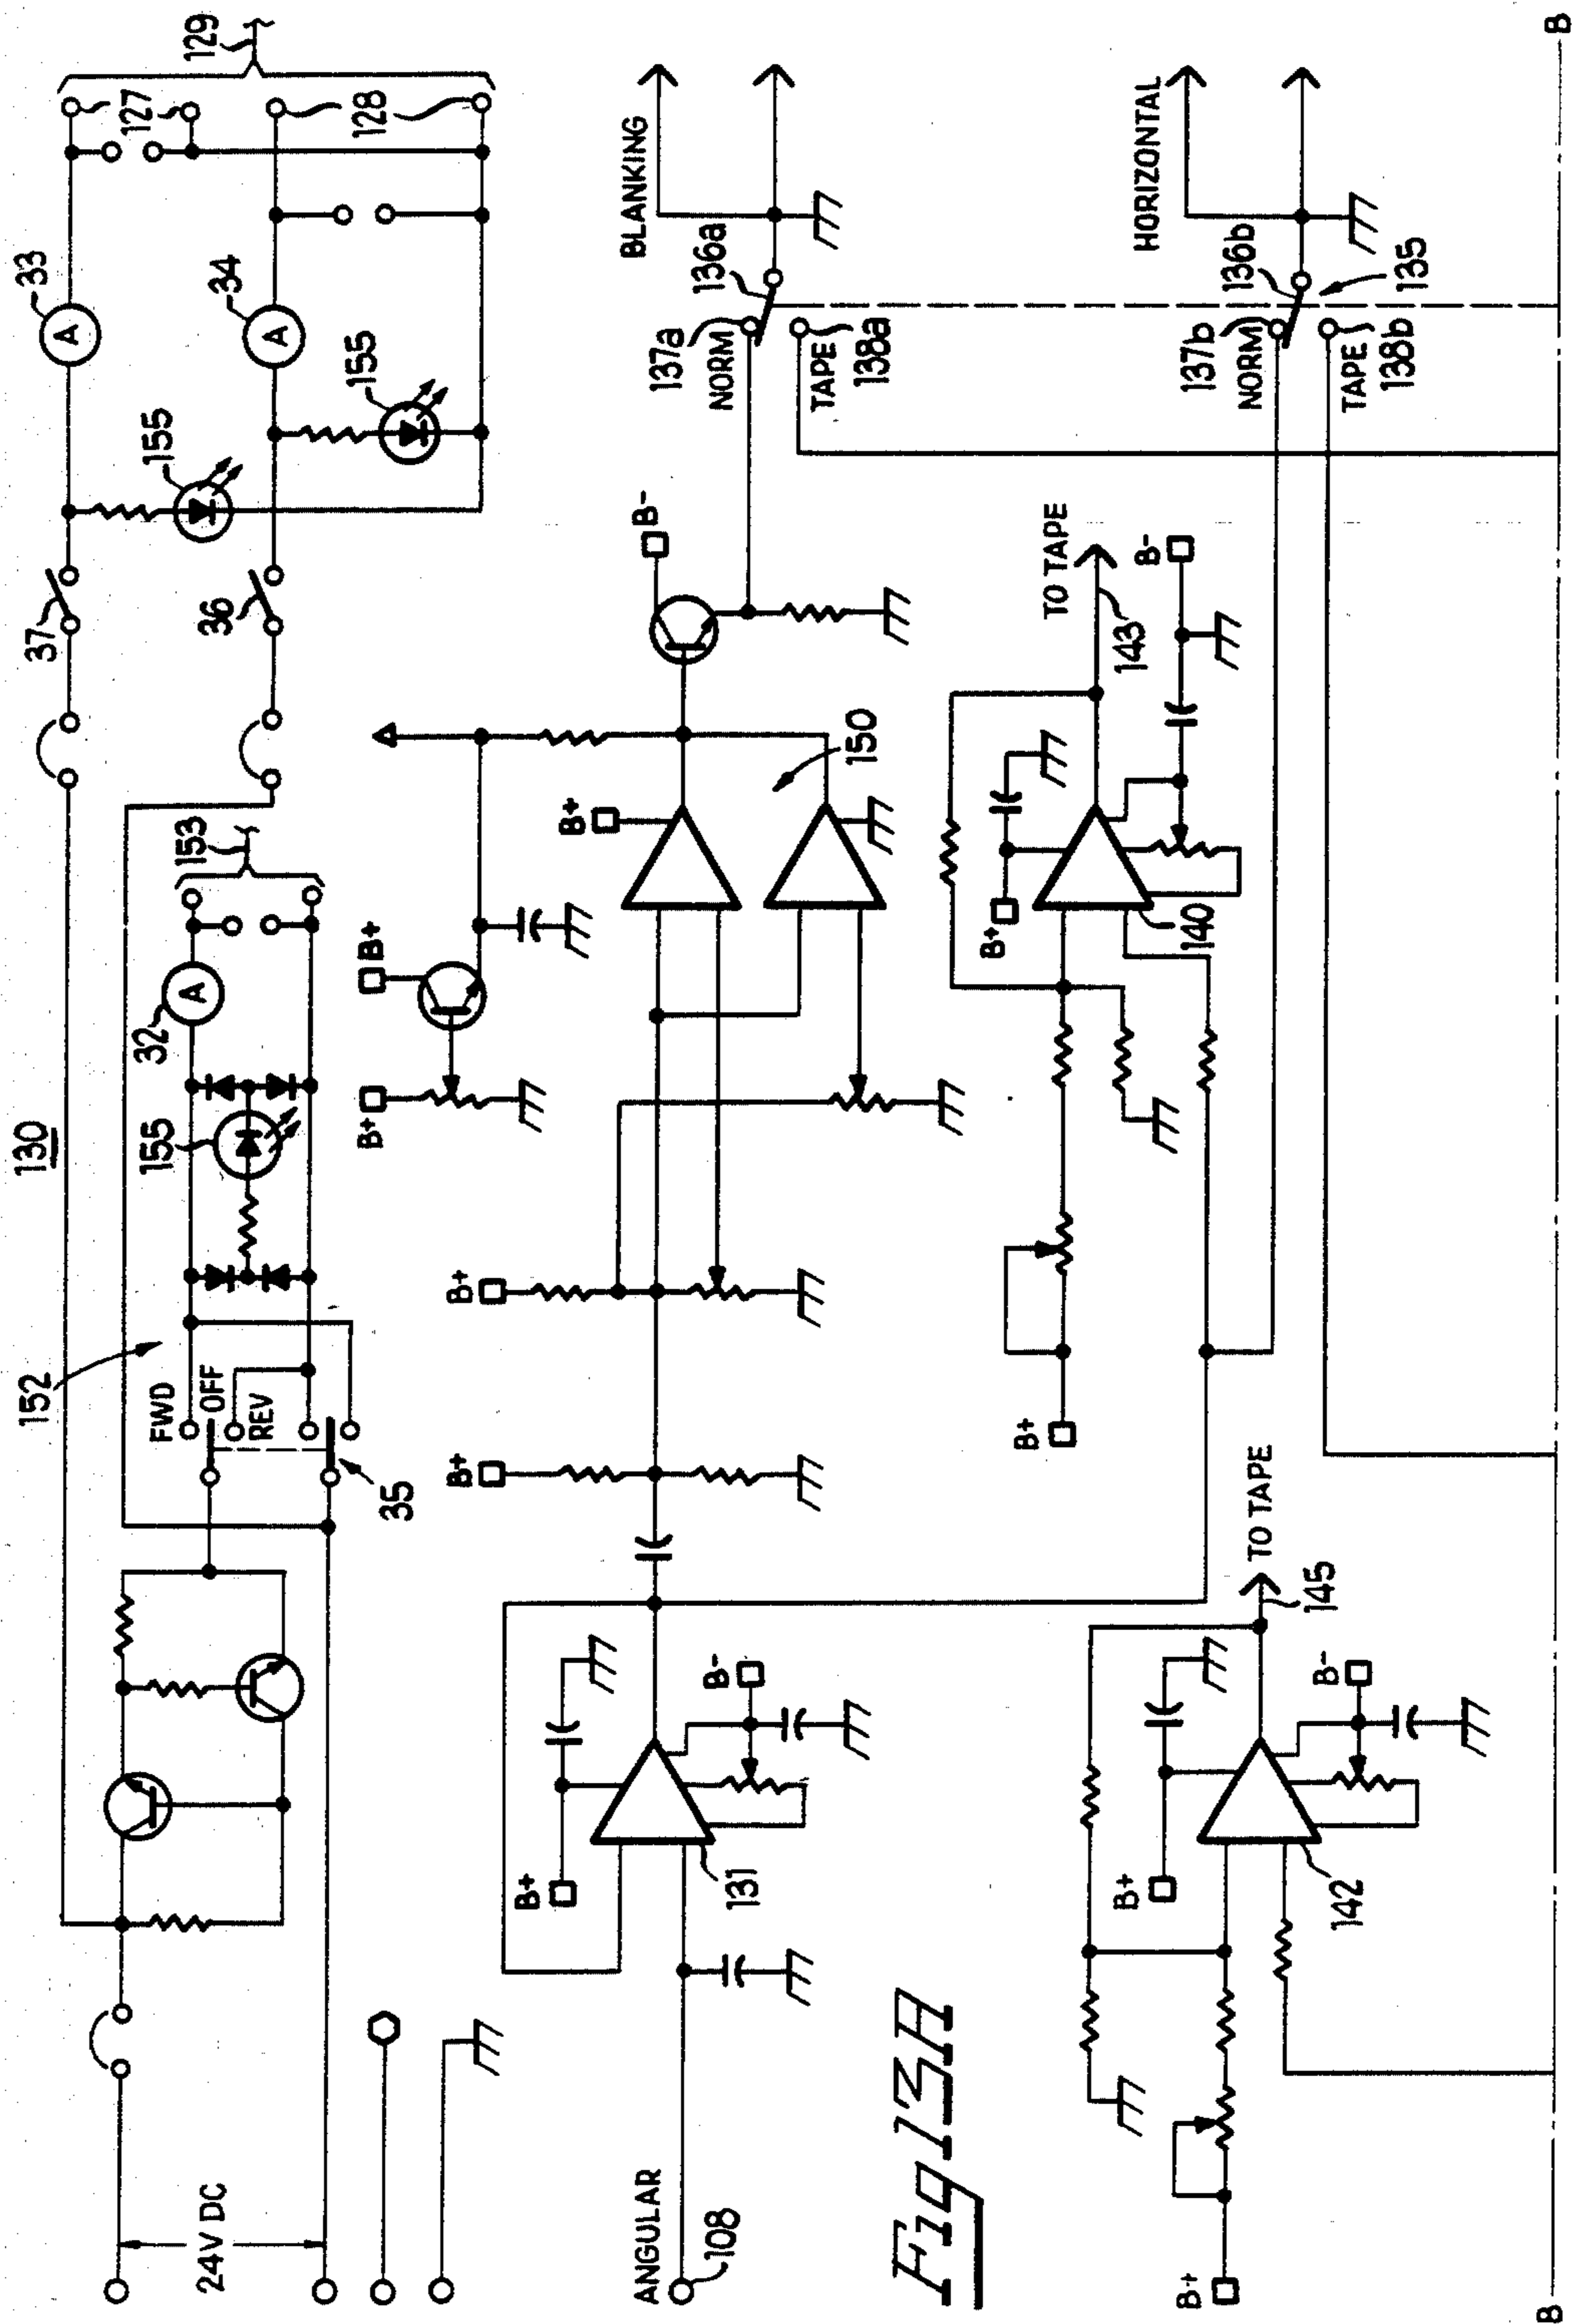 130
24V DC
152
FWD
OFF
REV
35
155
32
A
153
37
36
155
155
33
A
34
A
127
128
129
B+
B+
ANGULAR
108
131
B+
B-
B+
B+
B+
150
B-
BLANKING
137a
136a
NORM
TAPE
138a
B+
B+
140
B-
143
TO TAPE
HORIZONTAL
137b
136b
NORM
TAPE
138b
135
B+
B+
142
B-
145
TO TAPE
Fig 13A
B
B